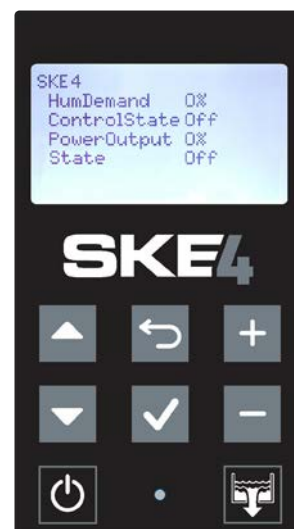 SKE4
HumDemand 0%
ControlState Off
PowerOutput 0%
State Off
SKE4
+
-